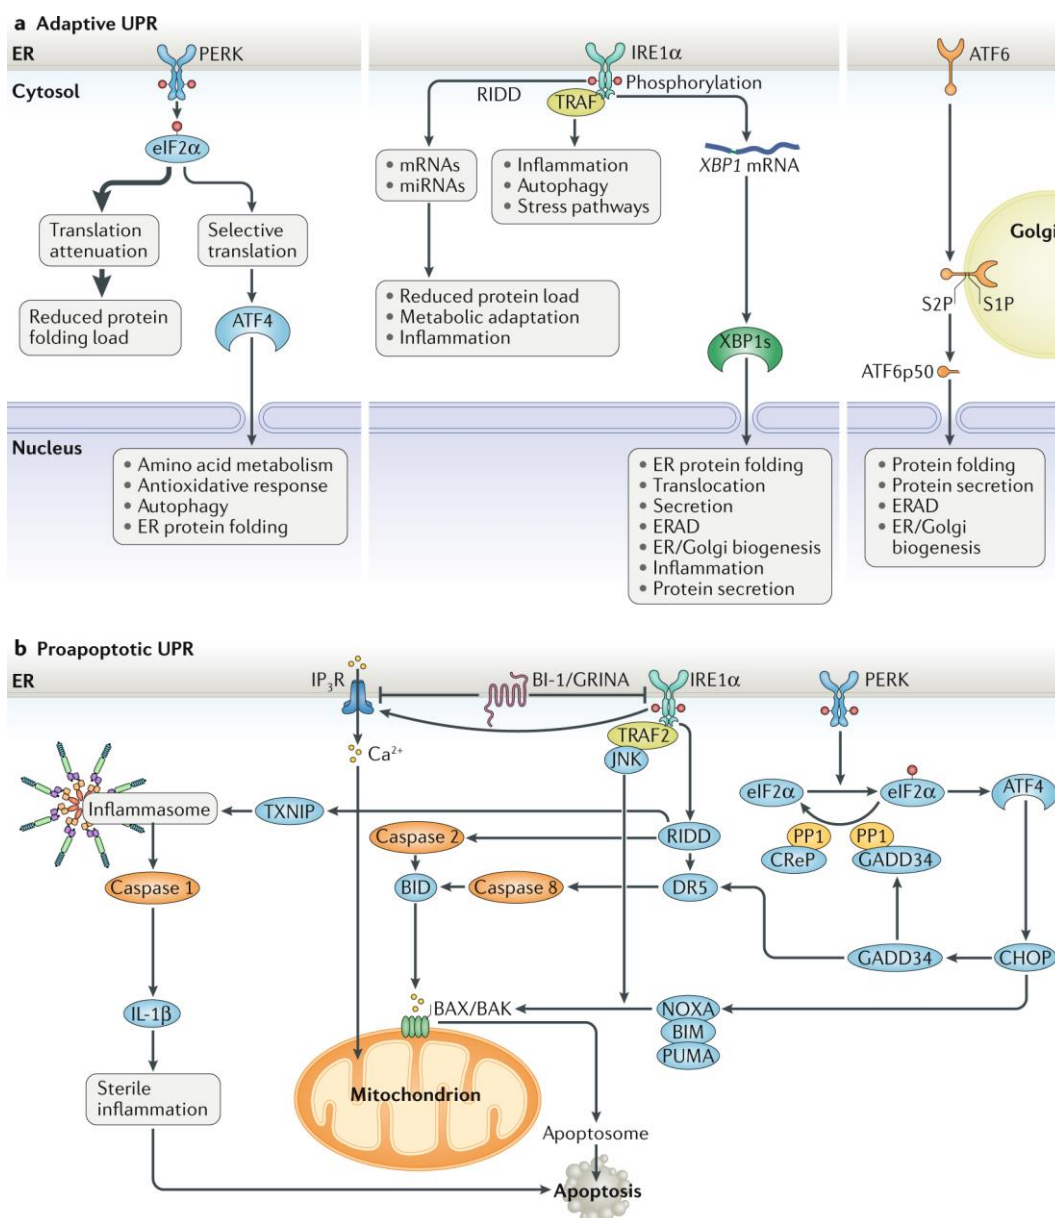 a Adaptive UPR
ER
PERK
IRE1α
ATF6
Cytosol
RIDD
Phosphorylation
TRAF
eIF2α
• mRNAs
• miRNAs
• Inflammation
• Autophagy
• Stress pathways
XBP1 mRNA
Translation
attenuation
Selective
translation
Golgi
Reduced protein
folding load
ATF4
• Reduced protein load
• Metabolic adaptation
• Inflammation
S2P
S1P
XBP1s
ATF6p50
Nucleus
• Amino acid metabolism
• Antioxidative response
• Autophagy
• ER protein folding
• ER protein folding
• Translocation
• Secretion
• ERAD
• ER/Golgi biogenesis
• Inflammation
• Protein secretion
• Protein folding
• Protein secretion
• ERAD
• ER/Golgi
biogenesis
b Proapoptotic UPR
ER
IP₃R
BI-1/GRINA
IRE1α
PERK
TRAF2
JNK
Ca²⁺
eIF2α
eIF2α
ATF4
Inflammasome
TXNIP
Caspase 2
RIDD
PP1
CReP
PP1
GADD34
Caspase 1
BID
Caspase 8
DR5
GADD34
CHOP
IL-1β
BAX/BAK
NOXA
BIM
PUMA
Mitochondrion
Sterile
inflammation
Apoptosome
Apoptosis